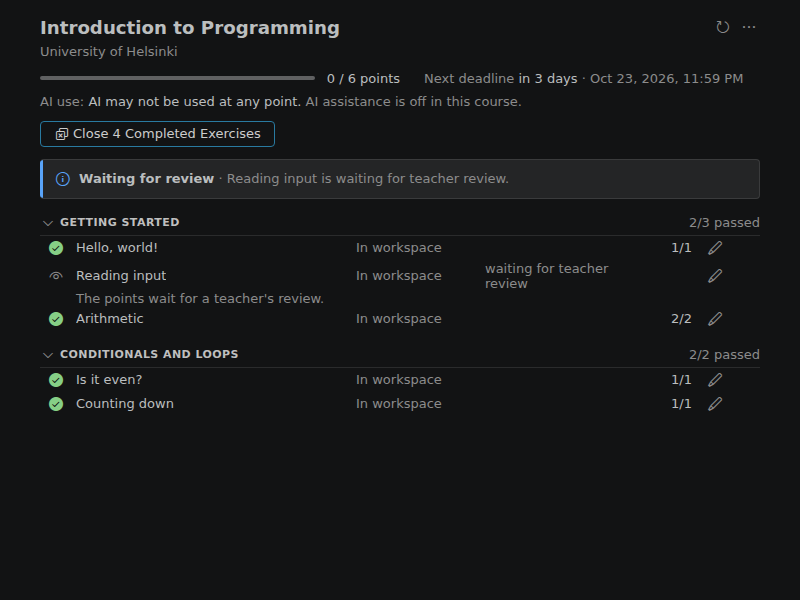 Introduction to Programming
University of Helsinki
0 / 6 points Next deadline in 3 days · Oct 23, 2026, 11:59 PM
AI use: AI may not be used at any point. AI assistance is off in this course.
Close 4 Completed Exercises
Waiting for review · Reading input is waiting for teacher review.
GETTING STARTED 2/3 passed
Hello, world! In workspace 1/1
Reading input In workspace waiting for teacher review
The points wait for a teacher's review.
Arithmetic In workspace 2/2
CONDITIONALS AND LOOPS 2/2 passed
Is it even? In workspace 1/1
Counting down In workspace 1/1